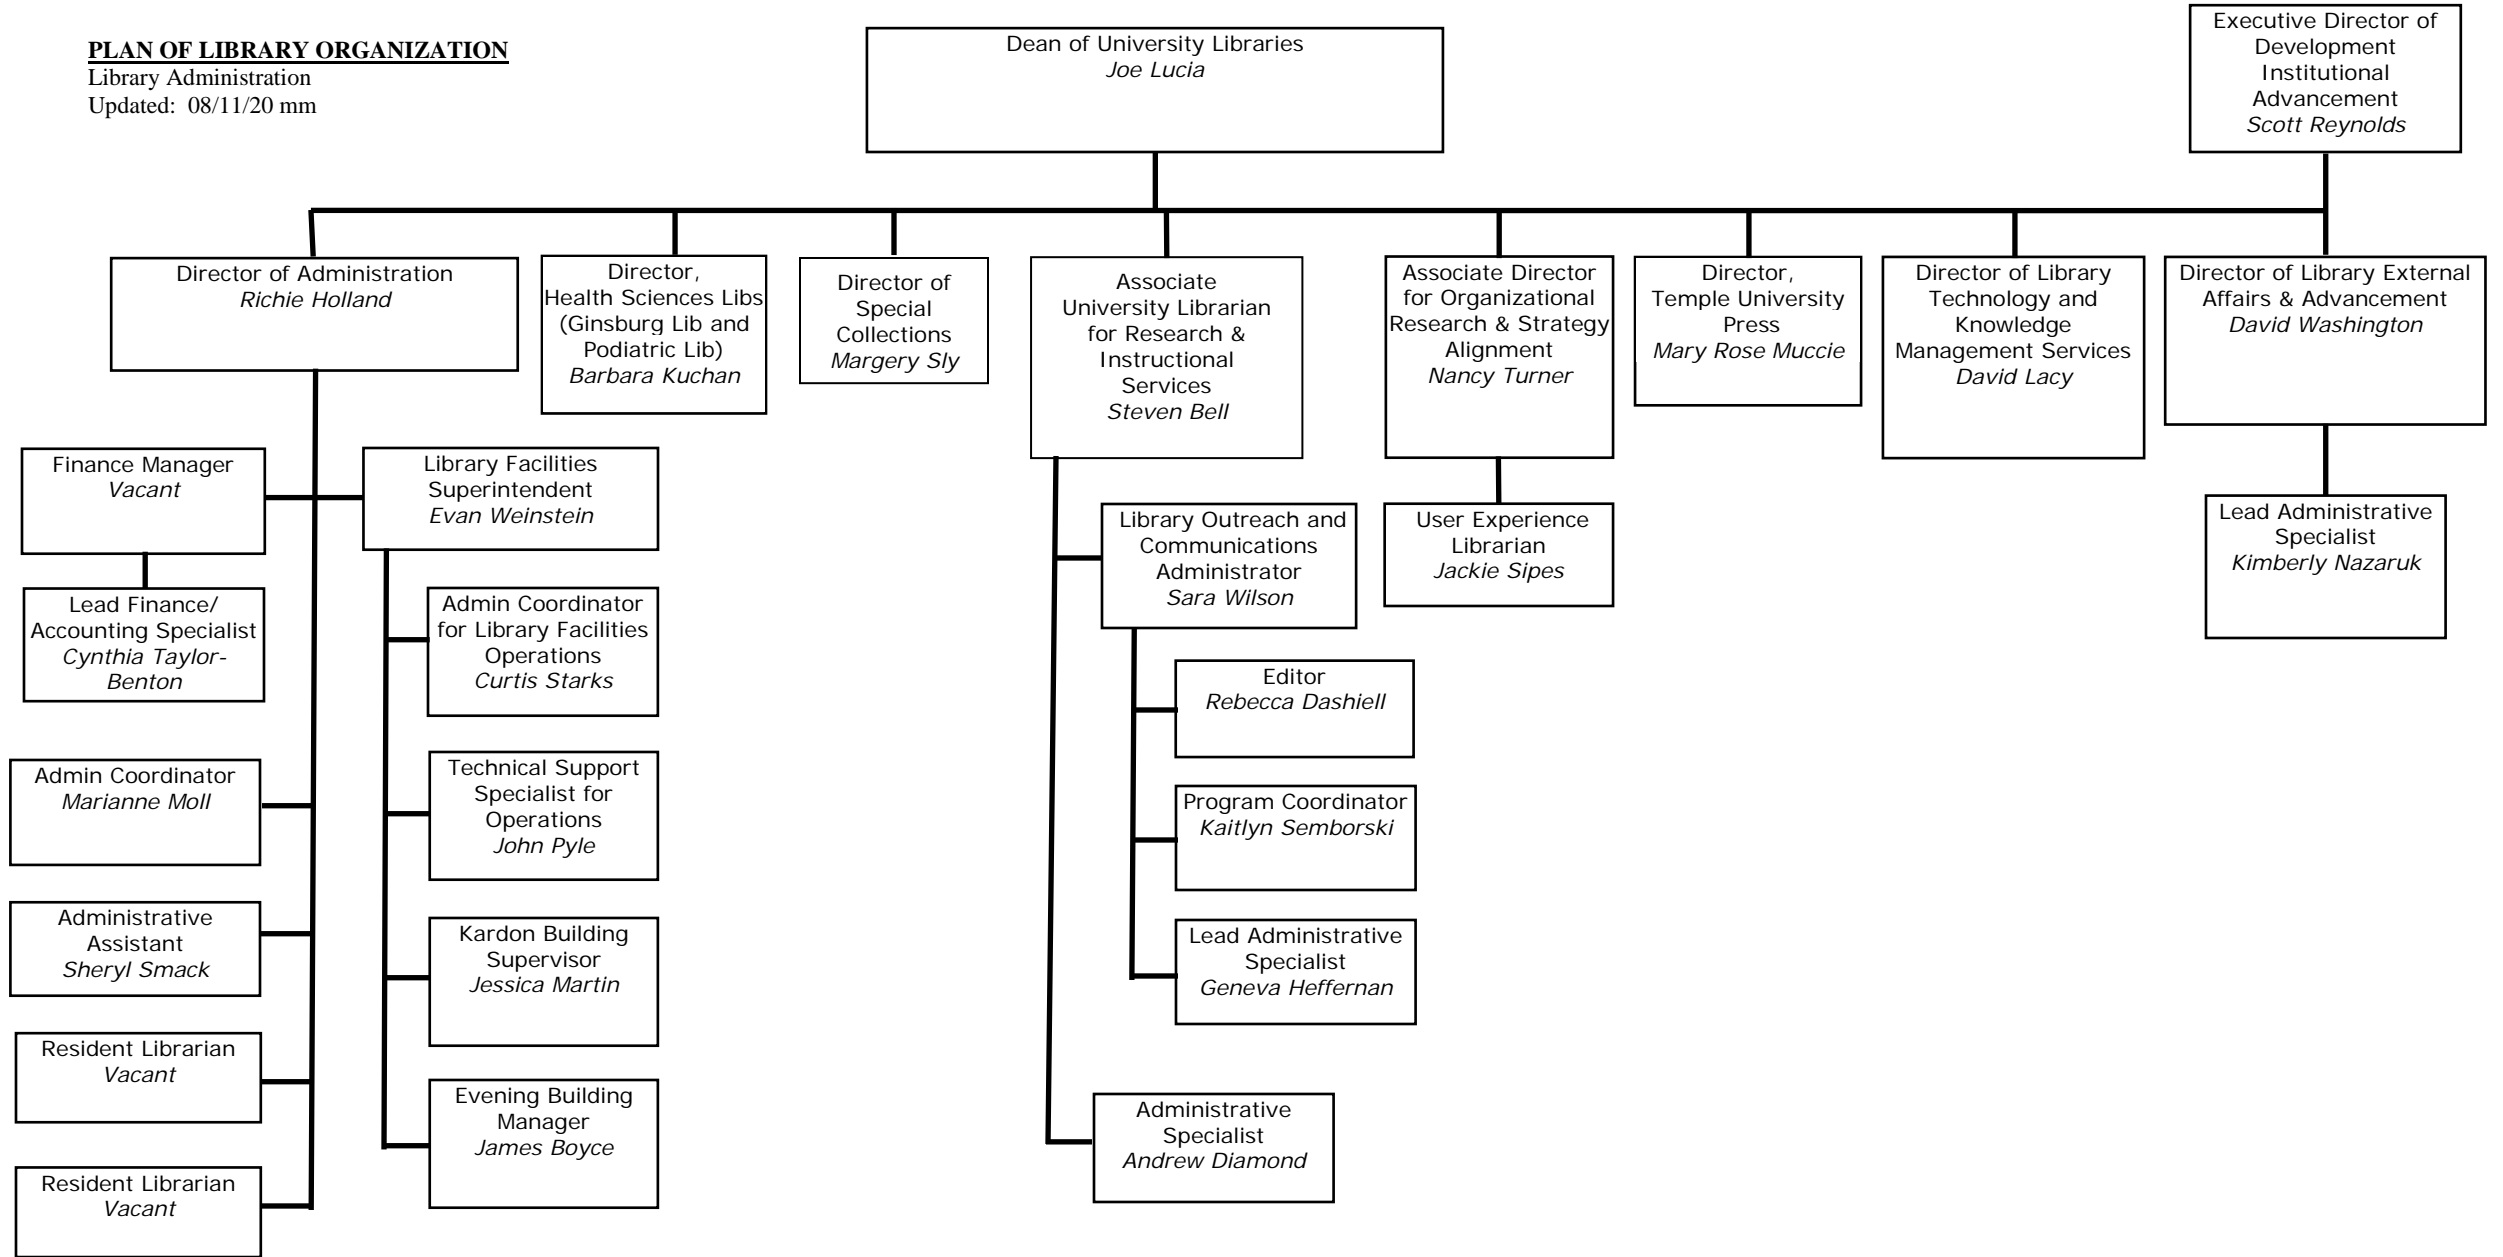 PLAN OF LIBRARY ORGANIZATION
Library Administration
Updated: 08/11/20 mm
Dean of University Libraries
Joe Lucia
Executive Director of
Development
Institutional
Advancement
Scott Reynolds
Director of Administration
Richie Holland
Director,
Health Sciences Libs
(Ginsburg Lib and
Podiatric Lib)
Barbara Kuchan
Director of
Special
Collections
Margery Sly
Associate
University Librarian
for Research &
Instructional
Services
Steven Bell
Associate Director
for Organizational
Research & Strategy
Alignment
Nancy Turner
Director,
Temple University
Press
Mary Rose Muccie
Director of Library
Technology and
Knowledge
Management Services
David Lacy
Director of Library External
Affairs & Advancement
David Washington
Finance Manager
Vacant
Library Facilities
Superintendent
Evan Weinstein
Lead Finance/
Accounting Specialist
Cynthia Taylor-
Benton
Admin Coordinator
for Library Facilities
Operations
Curtis Starks
Admin Coordinator
Marianne Moll
Technical Support
Specialist for
Operations
John Pyle
Administrative
Assistant
Sheryl Smack
Kardon Building
Supervisor
Jessica Martin
Resident Librarian
Vacant
Evening Building
Manager
James Boyce
Resident Librarian
Vacant
Library Outreach and
Communications
Administrator
Sara Wilson
Editor
Rebecca Dashiell
Program Coordinator
Kaitlyn Semborski
Lead Administrative
Specialist
Geneva Heffernan
Administrative
Specialist
Andrew Diamond
User Experience
Librarian
Jackie Sipes
Lead Administrative
Specialist
Kimberly Nazaruk